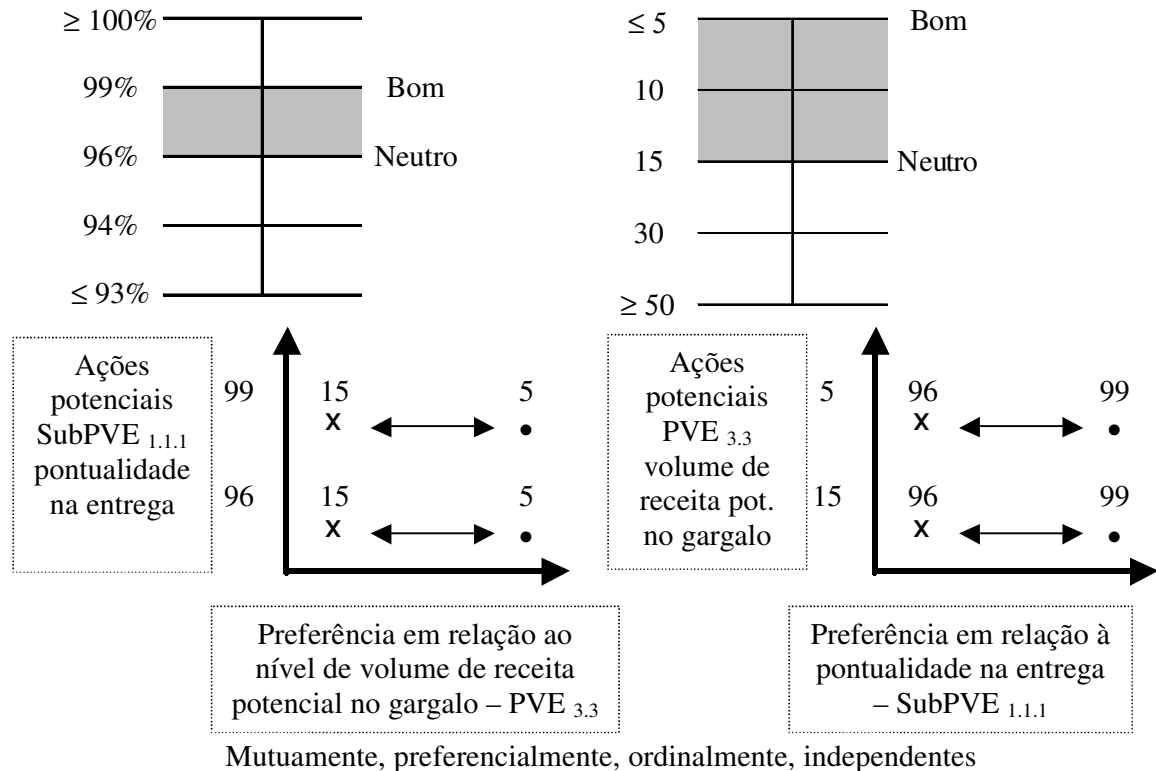 ≥ 100%
99% Bom
96% Neutro
94%
≤ 93%
≤ 5 Bom
10
15 Neutro
30
≥ 50
Ações
potenciais
SubPVE 1.1.1
pontualidade
na entrega
99 15 5
x •
96 15 5
x •
Preferência em relação ao
nível de volume de receita
potencial no gargalo – PVE 3.3
Ações
potenciais
PVE 3.3
volume de
receita pot.
no gargalo
5 96 99
x •
15 96 99
x •
Preferência em relação à
pontualidade na entrega
– SubPVE 1.1.1
Mutuamente, preferencialmente, ordinalmente, independentes